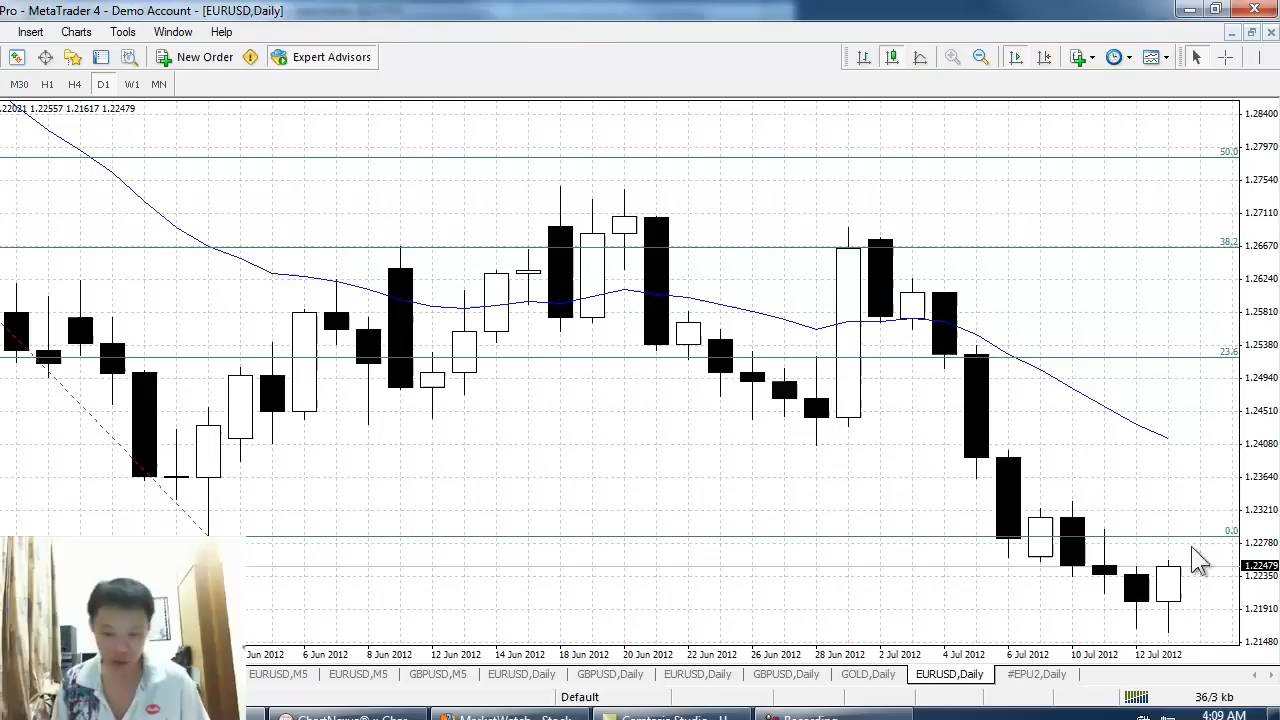 Pro - MetaTrader 4 - Demo Account - [EURUSD,Daily]
Insert Charts Tools Window Help
New Order Expert Advisors
M30 H1 H4 D1 W1 MN
1.22557 1.21617 1.22479
1.28400
50.0
1.27970
1.27540
1.27110
38.2
1.26670
1.26240
1.25810
1.25380
23.6
1.24940
1.24510
1.24080
1.23640
1.23210
0.0
1.22780
1.22479
1.22350
1.21910
1.21480
Jun 2012 6 Jun 2012 8 Jun 2012 12 Jun 2012 14 Jun 2012 18 Jun 2012 20 Jun 2012 22 Jun 2012 26 Jun 2012 28 Jun 2012 2 Jul 2012 4 Jul 2012 6 Jul 2012 10 Jul 2012 12 Jul 2012
EURUSD,M5 EURUSD,M5 GBPUSD,M5 EURUSD,Daily GBPUSD,Daily EURUSD,Daily GBPUSD,Daily GOLD,Daily EURUSD,Daily #EPU2,Daily
Default 36/3 kb
MarketWatch - Stock Camtasia Studio - Recording 4:09 AM